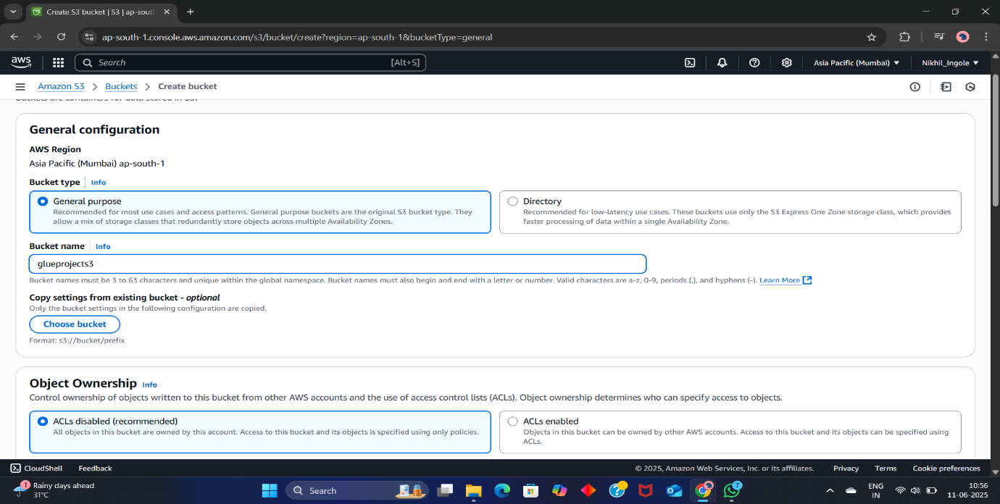 Create S3 bucket | S3 | ap-sout
ap-south-1.console.aws.amazon.com/s3/bucket/create?region=ap-south-1&bucketType=general
aws
Search
[Alt+S]
Asia Pacific (Mumbai)
Nikhil_Ingole
Amazon S3
Buckets
Create bucket
Buckets are containers for data stored in S3.
General configuration
AWS Region
Asia Pacific (Mumbai) ap-south-1
Bucket type
Info
General purpose
Recommended for most use cases and access patterns. General purpose buckets are the original S3 bucket type. They
allow a mix of storage classes that redundantly store objects across multiple Availability Zones.
Directory
Recommended for low-latency use cases. These buckets use only the S3 Express One Zone storage class, which provides
faster processing of data within a single Availability Zone.
Bucket name
Info
glueprojects3
Bucket names must be 3 to 63 characters and unique within the global namespace. Bucket names must also begin and end with a letter or number. Valid characters are a-z, 0-9, periods (.), and hyphens (-). Learn More
Copy settings from existing bucket - optional
Only the bucket settings in the following configuration are copied.
Choose bucket
Format: s3://bucket/prefix
Object Ownership
Info
Control ownership of objects written to this bucket from other AWS accounts and the use of access control lists (ACLs). Object ownership determines who can specify access to objects.
ACLs disabled (recommended)
All objects in this bucket are owned by this account. Access to this bucket and its objects is specified using only policies.
ACLs enabled
Objects in this bucket can be owned by other AWS accounts. Access to this bucket and its objects can be specified using
ACLs.
CloudShell
Feedback
© 2025, Amazon Web Services, Inc. or its affiliates.
Privacy
Terms
Cookie preferences
1
Rainy days ahead
31°C
Search
7
ENG
IN
10:56
11-06-2025